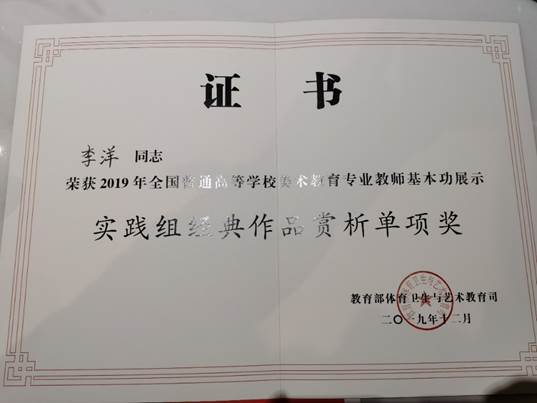 证 书
李洋 同志
荣获2019年全国普通高等学校美术教育专业教师基本功展示
实践组经典作品赏析单项奖
教育部体育卫生与艺术教育司
二〇一九年十二月